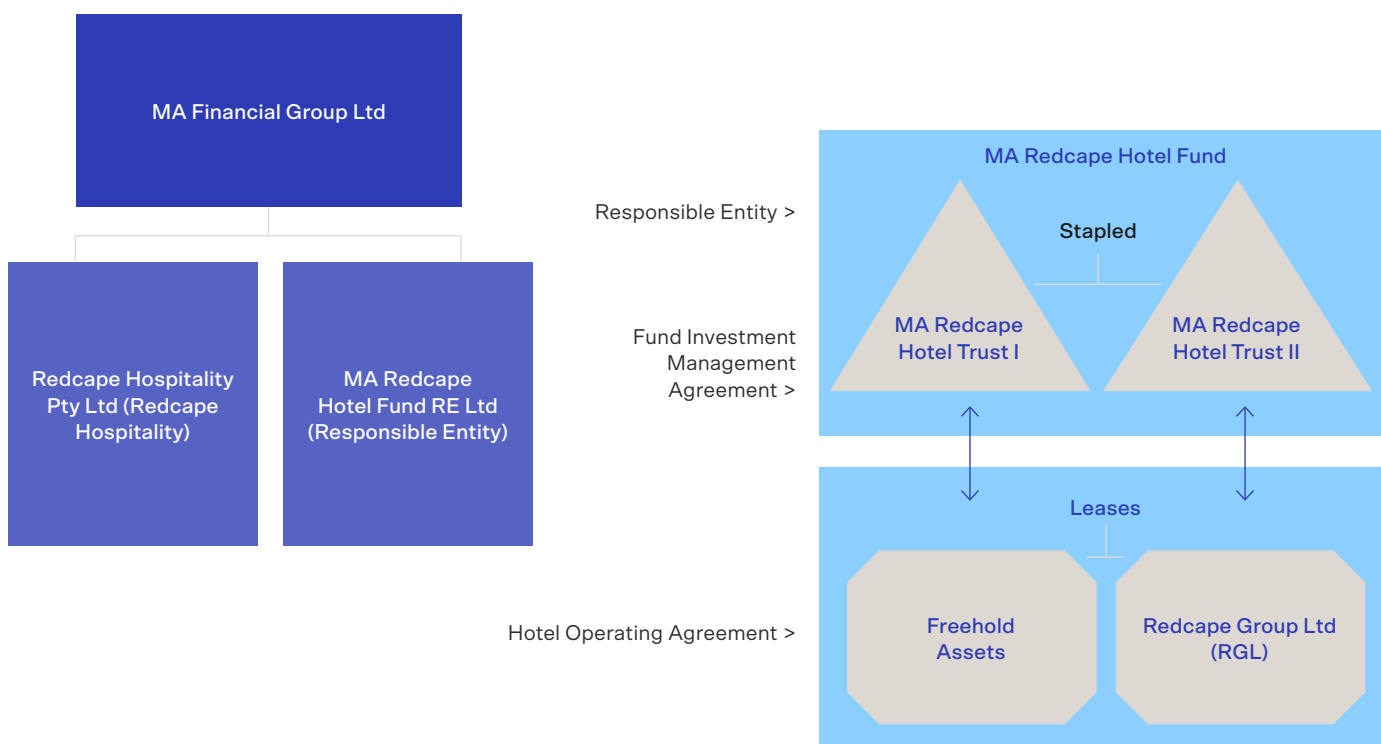 MA Financial Group Ltd
Redcape Hospitality
Pty Ltd (Redcape
Hospitality)
MA Redcape
Hotel Fund RE Ltd
(Responsible Entity)
Responsible Entity >
Fund Investment
Management
Agreement >
Hotel Operating Agreement >
MA Redcape Hotel Fund
Stapled
MA Redcape
Hotel Trust I
MA Redcape
Hotel Trust II
Leases
Freehold
Assets
Redcape Group Ltd
(RGL)